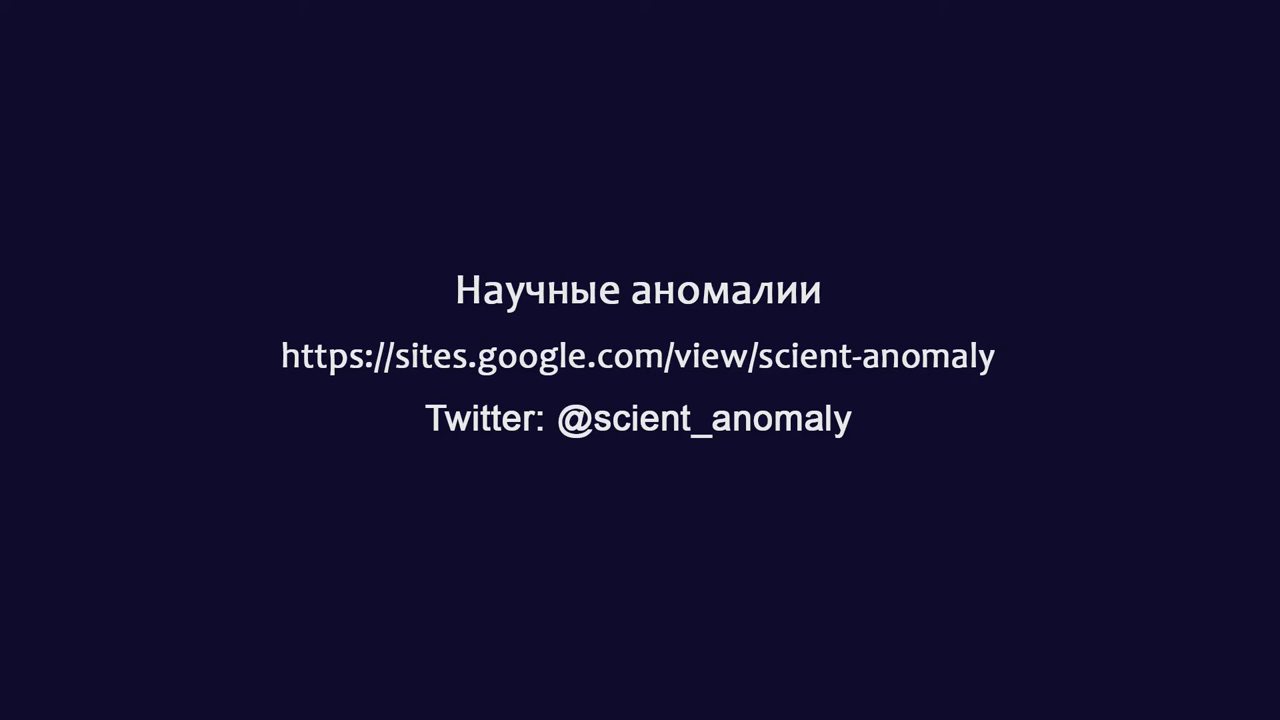 Научные аномалии
https://sites.google.com/view/scient-anomaly
Twitter: @scient_anomaly